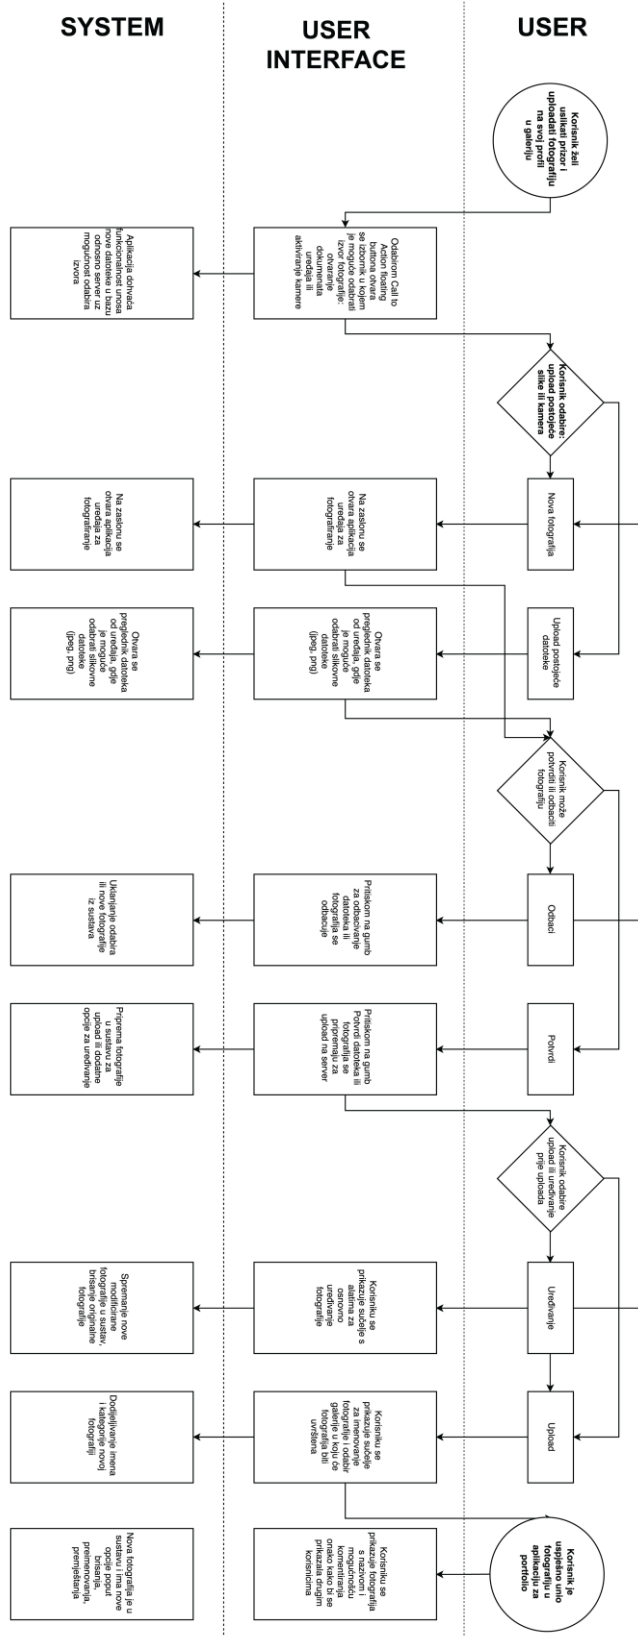 SYSTEM
USER
INTERFACE
USER
Korisnik želi
uslikati prizor i
uploadati fotografiju
na svoj profil
u galeriju
Odabirom Call to
Action floating
buttona otvara
se izbornik u kojem
je moguće odabrati
izvor fotografije:
otvaranje
dokumenata
uređaja ili
aktiviranje kamere
Aplikacija dohvaća
funkcionalnost unosa
nove datoteke u bazu
odnosno server uz
mogućnost odabira
izvora
Korisnik odabire:
upload postojeće
slike ili kamera
Nova fotografija
Na zaslonu se
otvara aplikacija
uređaja za
fotografiranje
Na zaslonu se
otvara aplikacija
uređaja za
fotografiranje
Upload postojeće
datoteke
Otvara se
preglednik datoteka
od uređaja, gdje
je moguće
odabrati slikovne
datoteke
(jpeg, png)
Otvara se
preglednik datoteka
od uređaja, gdje
je moguće
odabrati slikovne
datoteke
(jpeg, png)
Korisnik može
potvrditi ili odbaciti
fotografiju
Odbaci
Pritiskom na gumb
za odbacivanje
datoteka ili
fotografija se
odbacuje
Uklanjanje odabira
ili nove fotografije
iz sustava
Potvrdi
Pritiskom na gumb
Potvrdi datoteka ili
fotografija se
pripremaju za
upload na server
Priprema fotografije
u sustavu za
upload ili dodatne
opcije za uređivanje
Korisnik odabire
upload ili uređivanje
prije uploada
Uređivanje
Korisniku se
prikazuje sučelje s
alatima za
osnovno
uređivanje
fotografije
Spremanje nove
modificirane
fotografije u sustav,
brisanje originalne
fotografije
Upload
Korisniku se
prikazuje sučelje
za imenovanje
fotografije i odabir
galerije u koju će
fotografija biti
uvrštena
Dodijeljivanje imena
i kategorije novoj
fotografiji
Korisnik je
uspješno unio
fotografiju u
aplikaciju za
portfolio
Korisniku se
prikazuje fotografija
s nazivom i
mogućnošću
komentiranja
onako kako bi se
prikazala drugim
korisnicima
Nova fotografija je u
sustavu i ima nove
opcije poput
brisanja,
preimenovanja,
premještanja